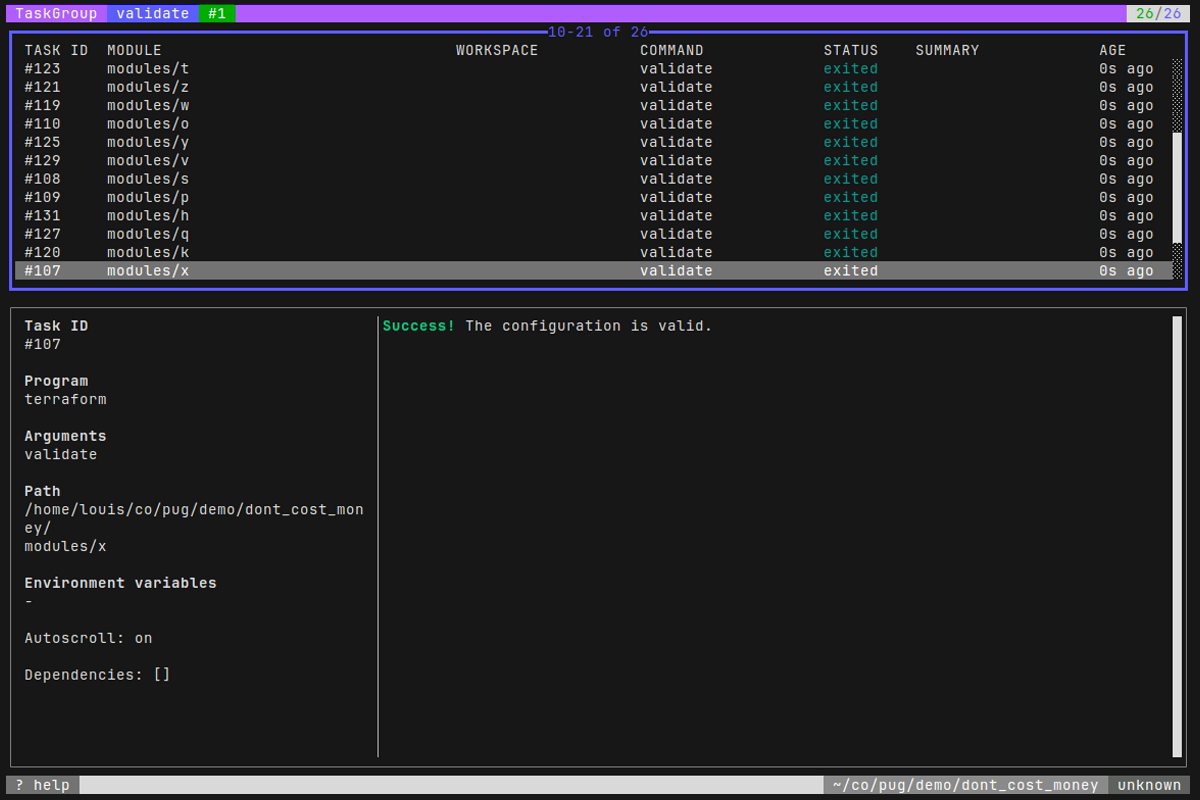 TaskGroup validate #1 26/26
10-21 of 26
TASK ID MODULE WORKSPACE COMMAND STATUS SUMMARY AGE
#123 modules/t validate exited 0s ago
#121 modules/z validate exited 0s ago
#119 modules/w validate exited 0s ago
#110 modules/o validate exited 0s ago
#125 modules/y validate exited 0s ago
#129 modules/v validate exited 0s ago
#108 modules/s validate exited 0s ago
#109 modules/p validate exited 0s ago
#131 modules/h validate exited 0s ago
#127 modules/q validate exited 0s ago
#120 modules/k validate exited 0s ago
#107 modules/x validate exited 0s ago
Task ID
#107
Program
terraform
Arguments
validate
Path
/home/louis/co/pug/demo/dont_cost_mon
ey/
modules/x
Environment variables
-
Autoscroll: on
Dependencies: []
Success! The configuration is valid.
? help ~/co/pug/demo/dont_cost_money unknown